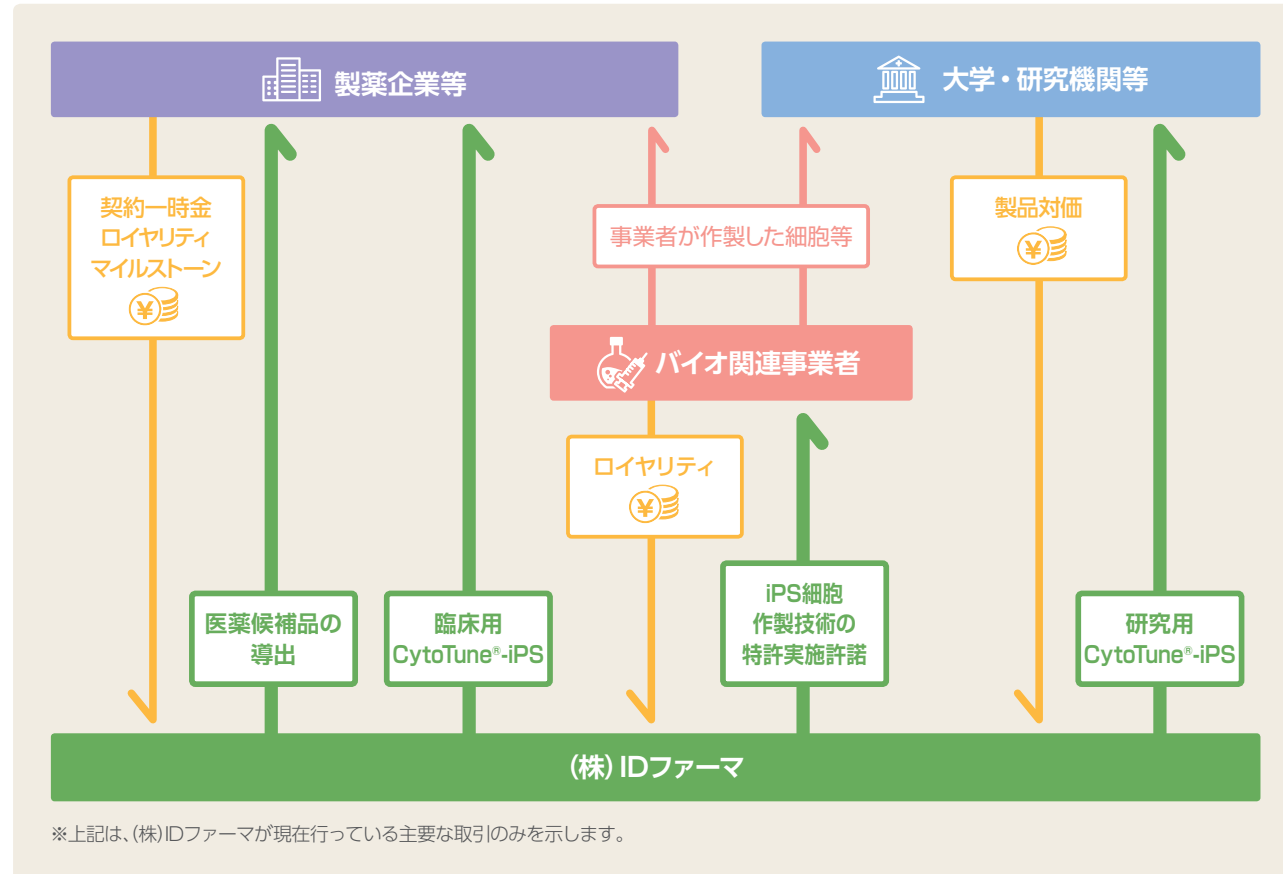 製薬企業等
大学・研究機関等
契約一時金
ロイヤリティ
マイルストーン
¥
事業者が作製した細胞等
製品対価
¥
バイオ関連事業者
ロイヤリティ
¥
医薬候補品の
導出
臨床用
CytoTune®-iPS
iPS細胞
作製技術の
特許実施許諾
研究用
CytoTune®-iPS
(株)IDファーマ
※上記は、(株)IDファーマが現在行っている主要な取引のみを示します。